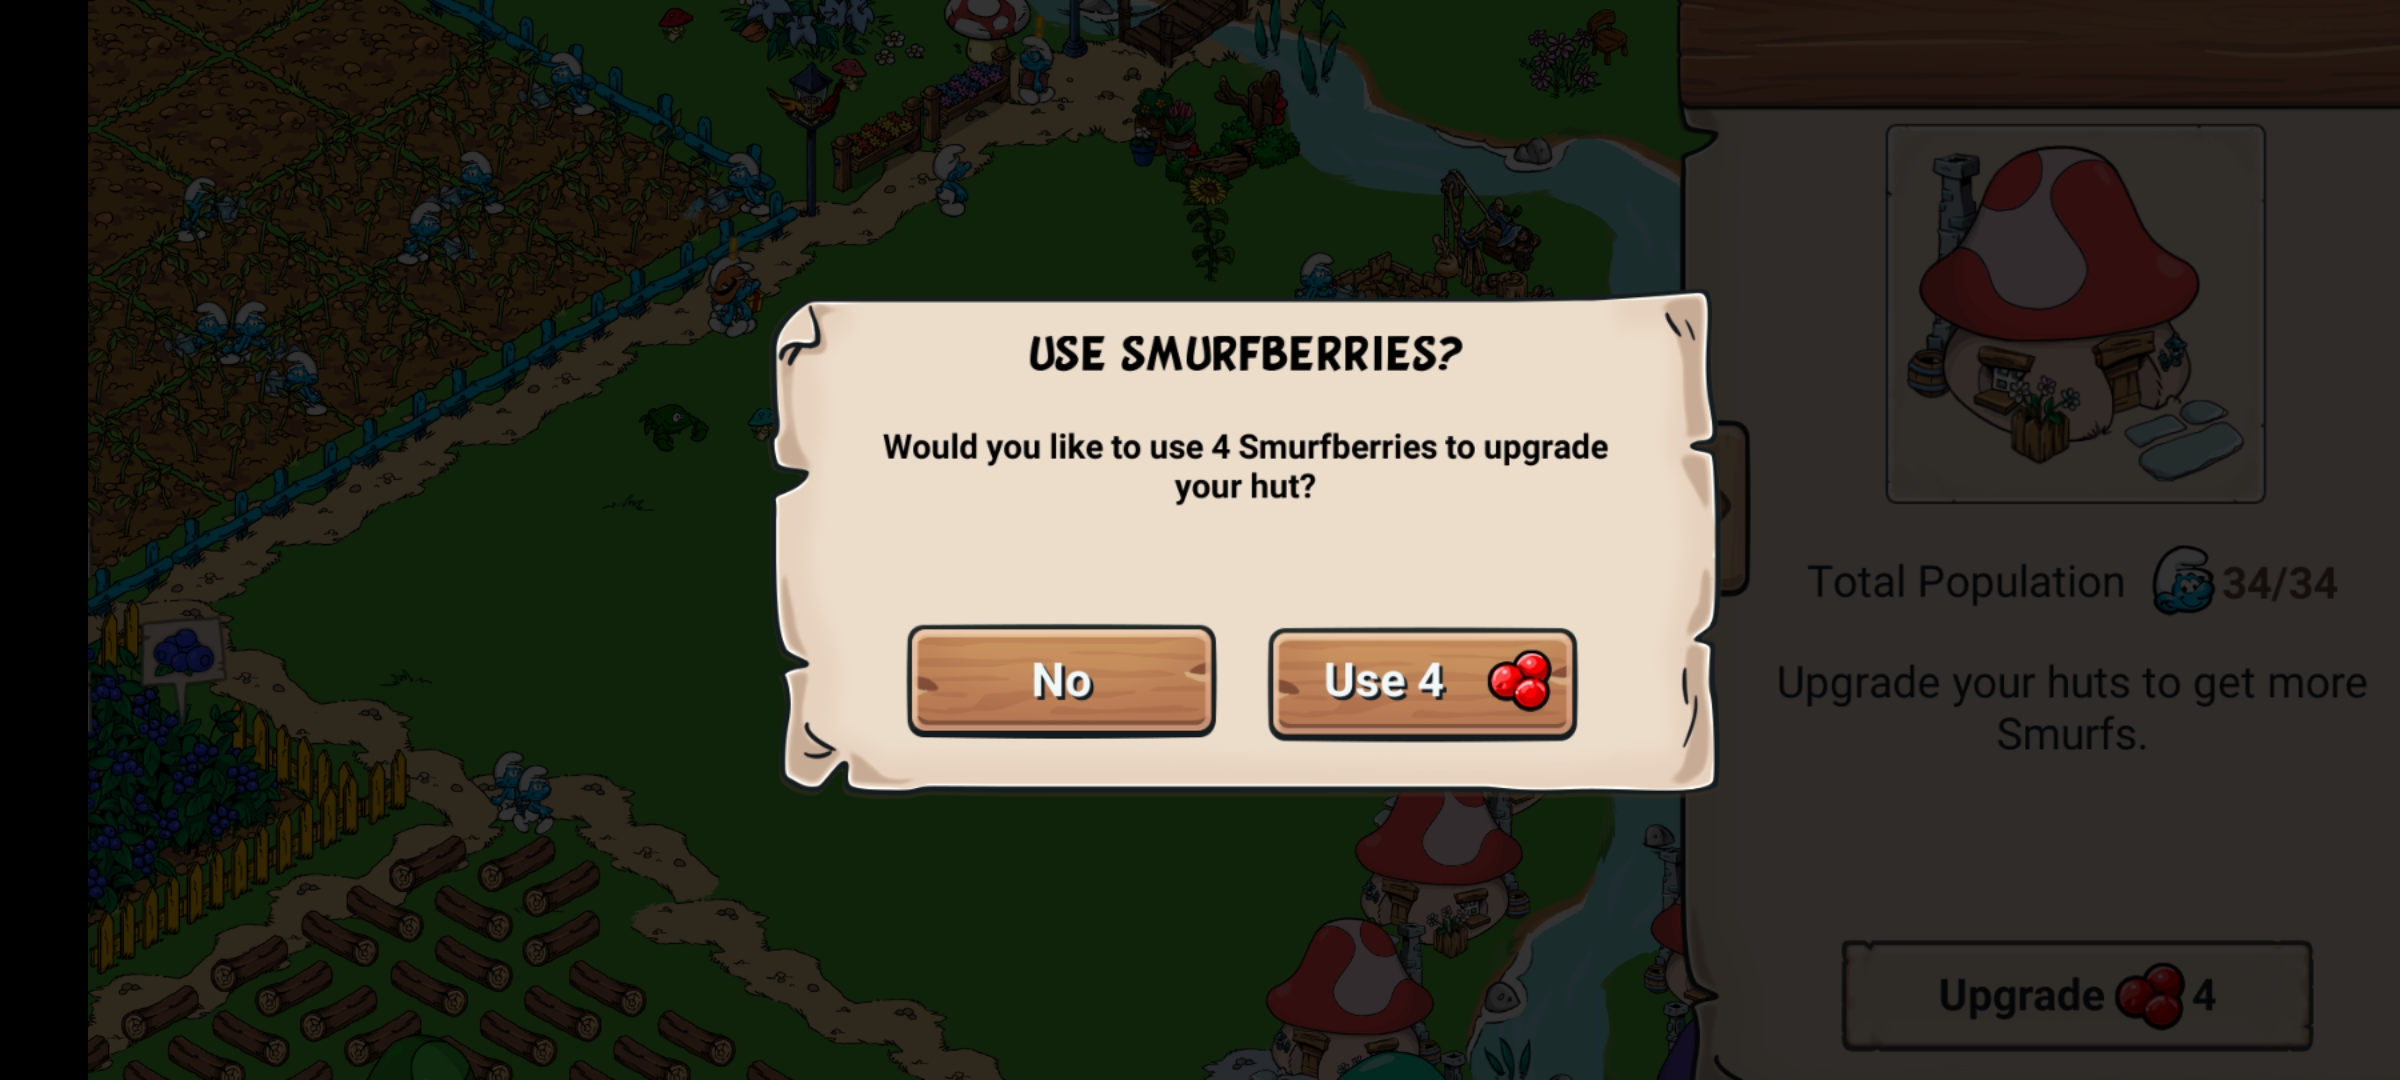 USE SMURFBERRIES?
Would you like to use 4 Smurfberries to upgrade
your hut?
No
Use 4
Total Population 34/34
Upgrade your huts to get more
Smurfs.
Upgrade 4